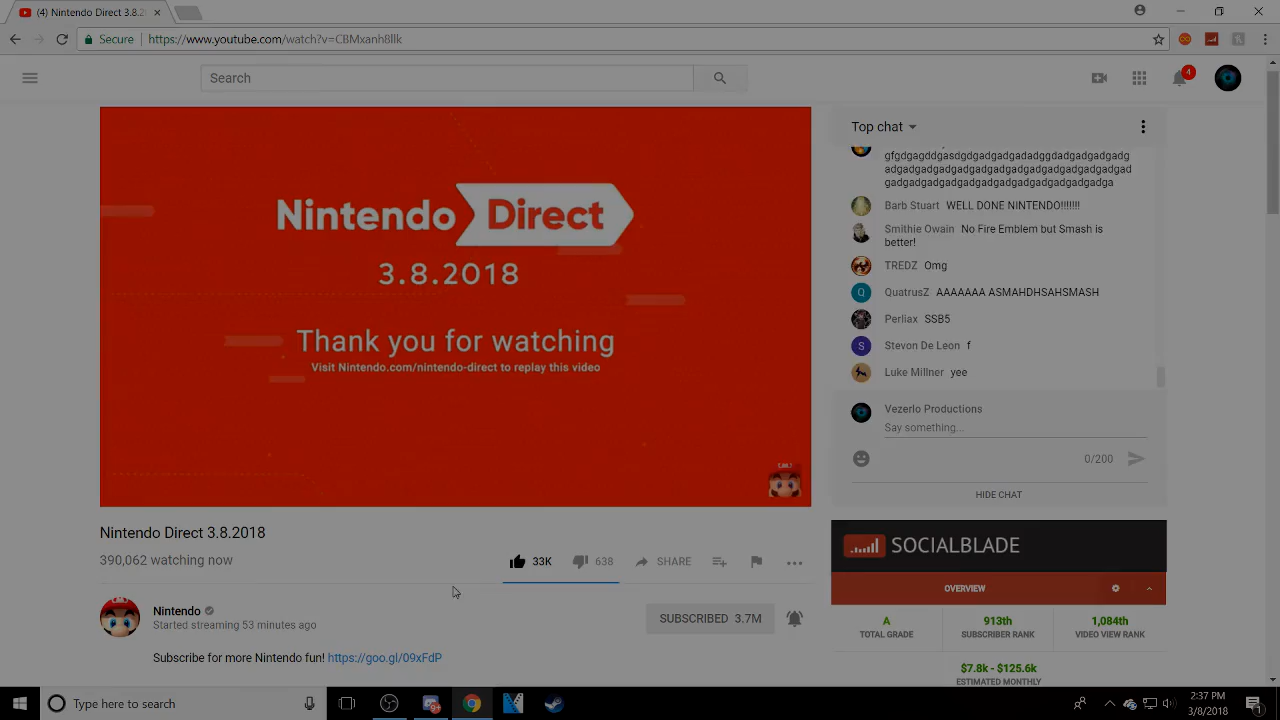 (4) Nintendo Direct 3.8.2
Secure
https://www.youtube.com/watch?v=CBMxanh8llk
Search
4
Nintendo Direct
3.8.2018
Thank you for watching
Visit Nintendo.com/nintendo-direct to replay this video
Top chat
gfgdgagddgasdgdgadgadgadadggdadgadgadgadg
adgadgadgadgadgadgadgadgadgadgadgadgadgadga
gadgadgadgadgadgadgadgadgadgadgadgadgadga
Barb Stuart WELL DONE NINTENDO!!!!!!!
Smithie Owain No Fire Emblem but Smash is
better!
TREDZ Omg
Q
QuatrusZ AAAAAAA ASMAHDHSAHSMASH
Perliax SSB5
S
Stevon De Leon f
Luke Millner yee
Vezerlo Productions
Say something...
0/200
HIDE CHAT
Nintendo Direct 3.8.2018
390,062 watching now
33K
638
SHARE
Nintendo
Started streaming 53 minutes ago
SUBSCRIBED 3.7M
Subscribe for more Nintendo fun! https://goo.gl/09xFdP
SOCIALBLADE
OVERVIEW
A
TOTAL GRADE
913th
SUBSCRIBER RANK
1,084th
VIDEO VIEW RANK
$7.8k - $125.6k
ESTIMATED MONTHLY
Type here to search
9+
2:37 PM
3/8/2018
1